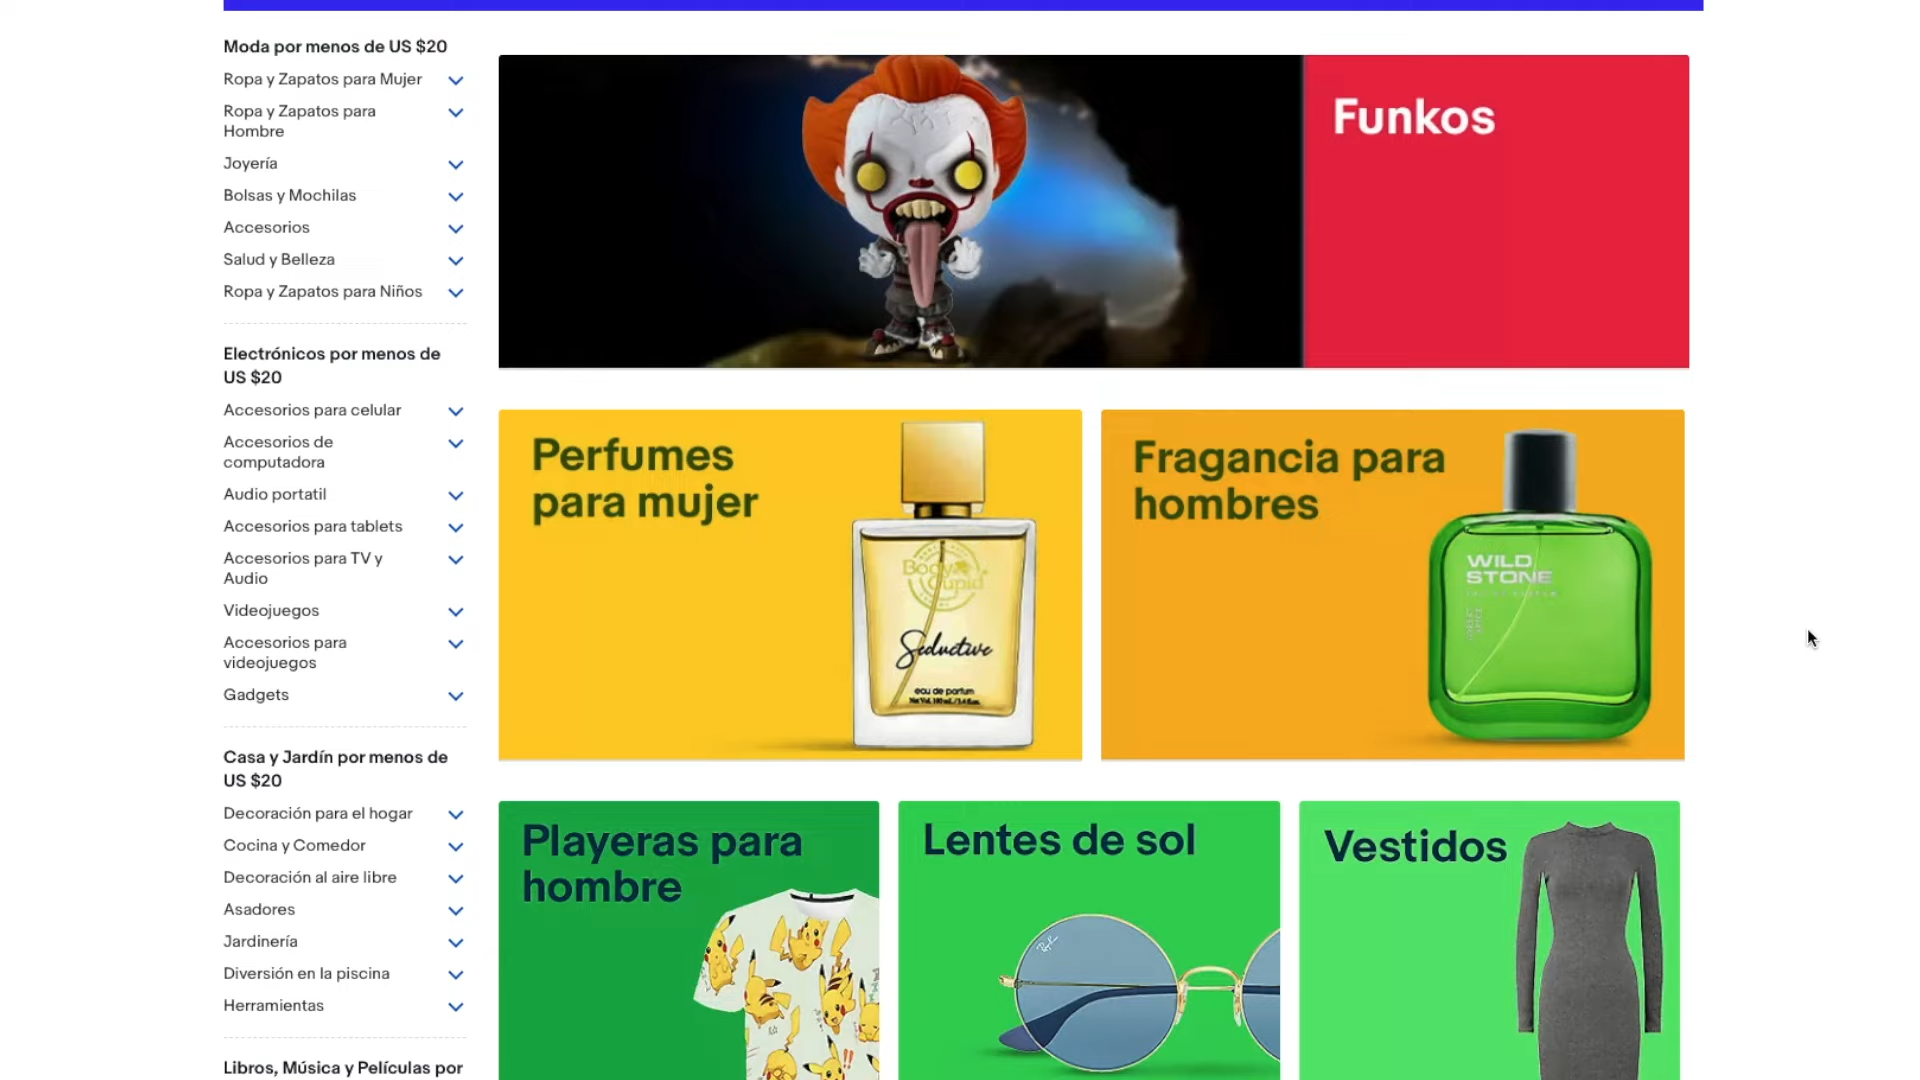 Moda por menos de US $20
Ropa y Zapatos para Mujer
Ropa y Zapatos para
Hombre
Joyería
Bolsas y Mochilas
Accesorios
Salud y Belleza
Ropa y Zapatos para Niños
Electrónicos por menos de
US $20
Accesorios para celular
Accesorios de
computadora
Audio portatil
Accesorios para tablets
Accesorios para TV y
Audio
Videojuegos
Accesorios para
videojuegos
Gadgets
Casa y Jardín por menos de
US $20
Decoración para el hogar
Cocina y Comedor
Decoración al aire libre
Asadores
Jardinería
Diversión en la piscina
Herramientas
Libros, Música y Películas por
Funkos
Perfumes
para mujer
Body
Cupid
Seductive
eau de parfum
Fragancia para
hombres
WILD
STONE
Playeras para
hombre
Lentes de sol
Ray-Ban
Vestidos